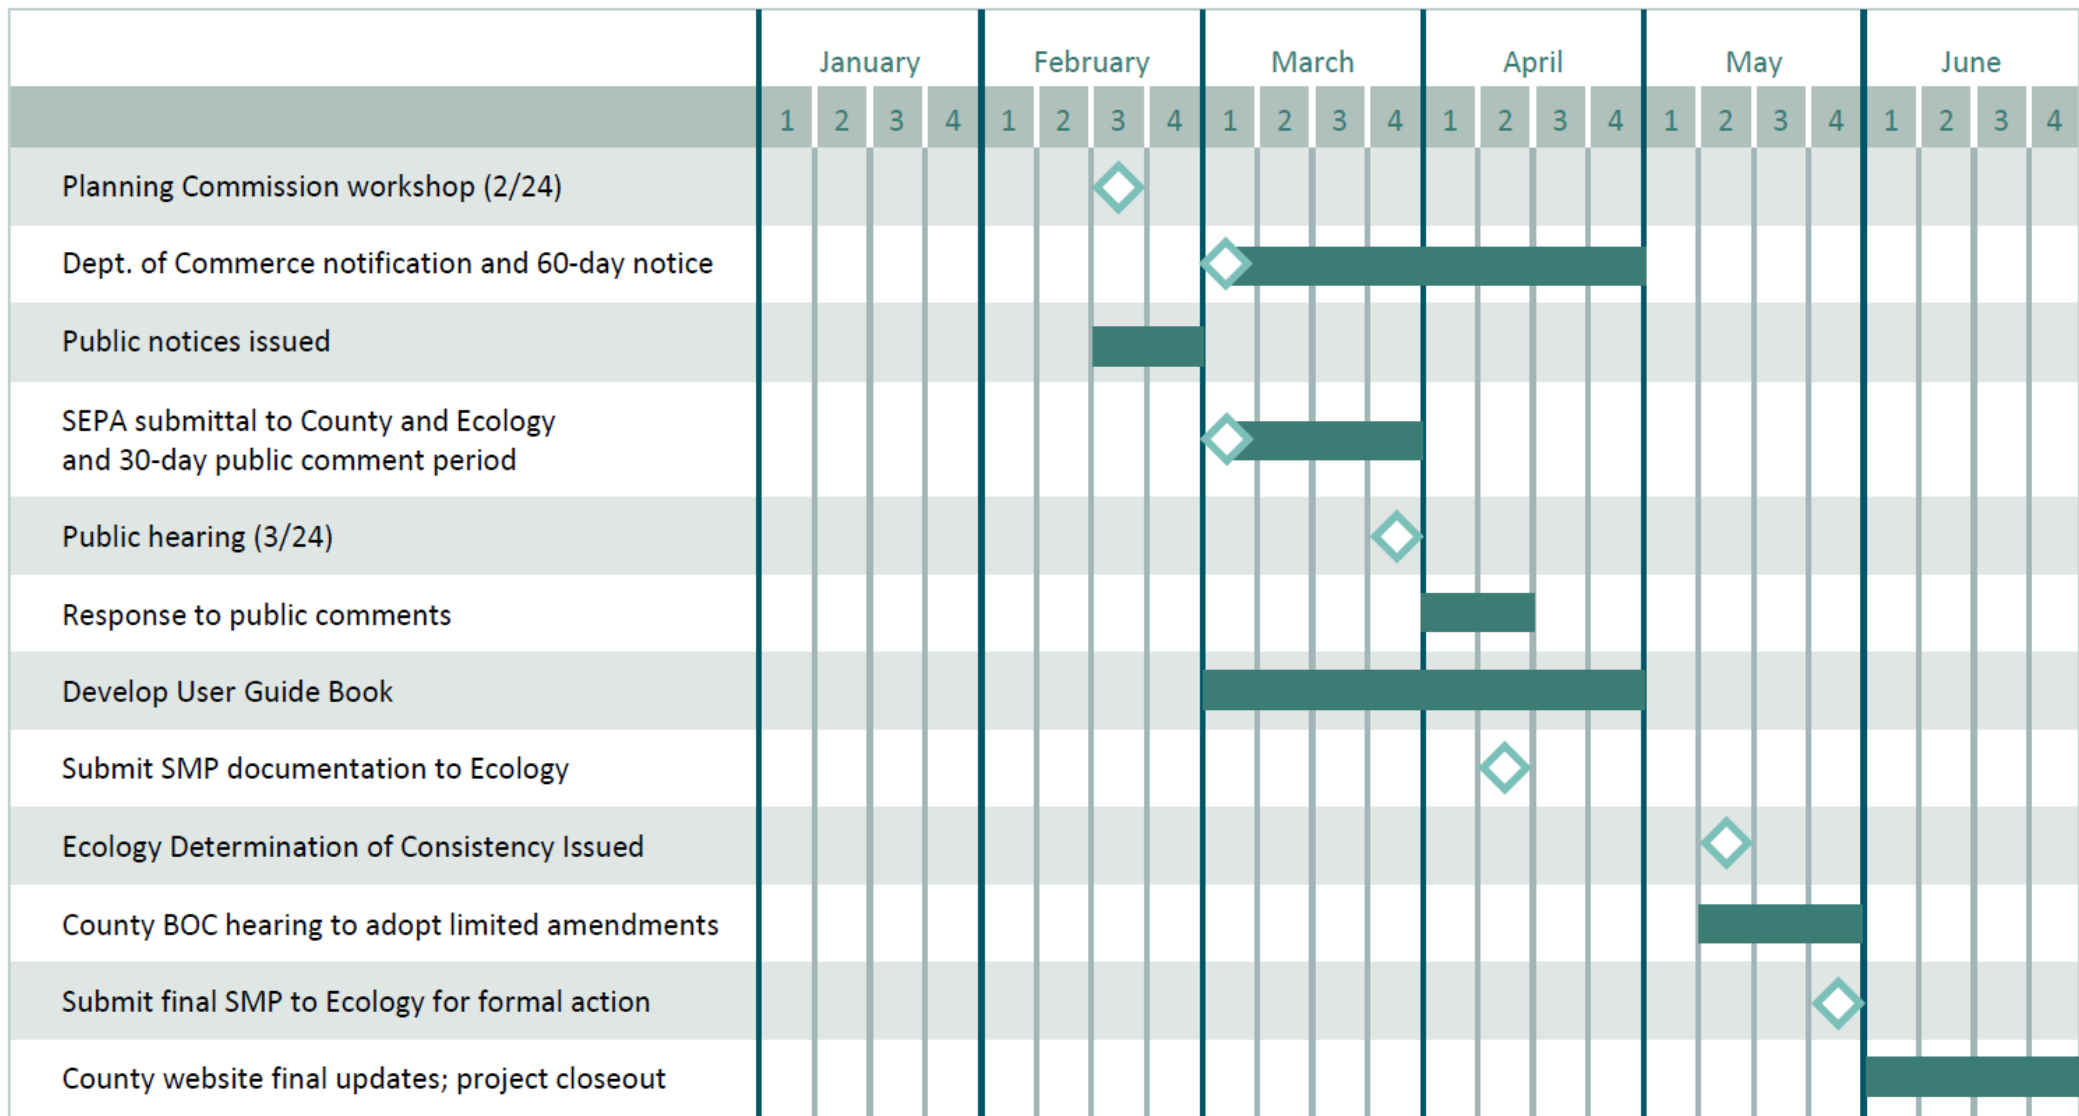 January February March April May June
1 2 3 4 1 2 3 4 1 2 3 4 1 2 3 4 1 2 3 4 1 2 3 4
Planning Commission workshop (2/24)
Dept. of Commerce notification and 60-day notice
Public notices issued
SEPA submittal to County and Ecology
and 30-day public comment period
Public hearing (3/24)
Response to public comments
Develop User Guide Book
Submit SMP documentation to Ecology
Ecology Determination of Consistency Issued
County BOC hearing to adopt limited amendments
Submit final SMP to Ecology for formal action
County website final updates; project closeout